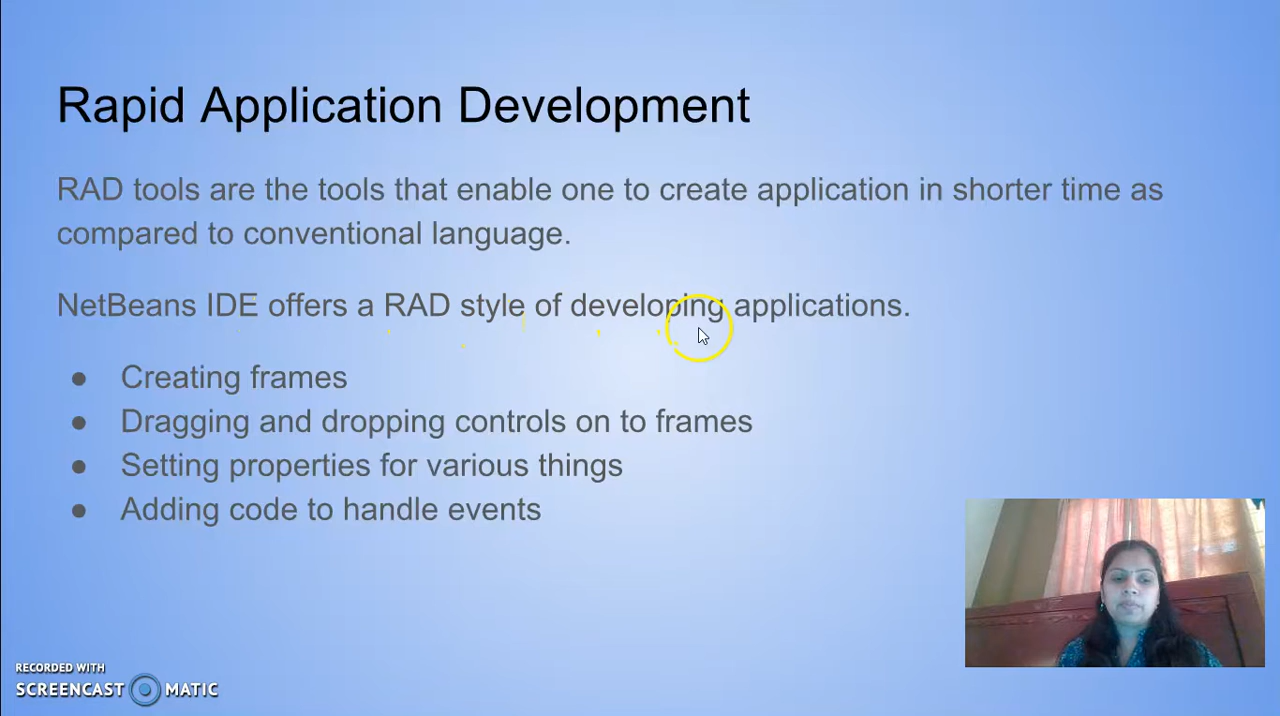 Rapid Application Development
RAD tools are the tools that enable one to create application in shorter time as
compared to conventional language.
NetBeans IDE offers a RAD style of developing applications.
● Creating frames
● Dragging and dropping controls on to frames
● Setting properties for various things
● Adding code to handle events
RECORDED WITH
SCREENCAST MATIC